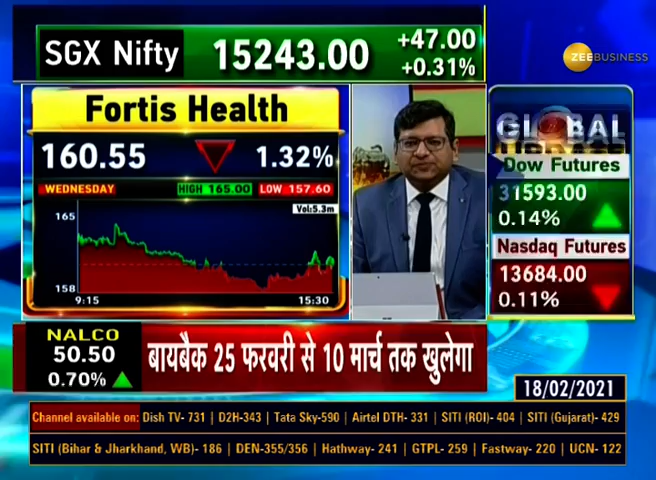 SGX Nifty 15243.00 +47.00
+0.31%
ZEE BUSINESS
Fortis Health
160.55 1.32%
WEDNESDAY HIGH 165.00 LOW 157.60
Vol:5.3m
165
158
9:15 15:30
GLOBAL
Dow Futures
31593.00
0.14%
Nasdaq Futures
13684.00
0.11%
NALCO
50.50
0.70%
बायबैक 25 फरवरी से 10 मार्च तक खुलेगा
18/02/2021
Channel available on: Dish TV- 731 | D2H-343 | Tata Sky-590 | Airtel DTH- 331 | SITI (ROI)- 404 | SITI (Gujarat)- 429
SITI (Bihar & Jharkhand, WB)- 186 | DEN-355/356 | Hathway- 241 | GTPL- 259 | Fastway- 220 | UCN- 122